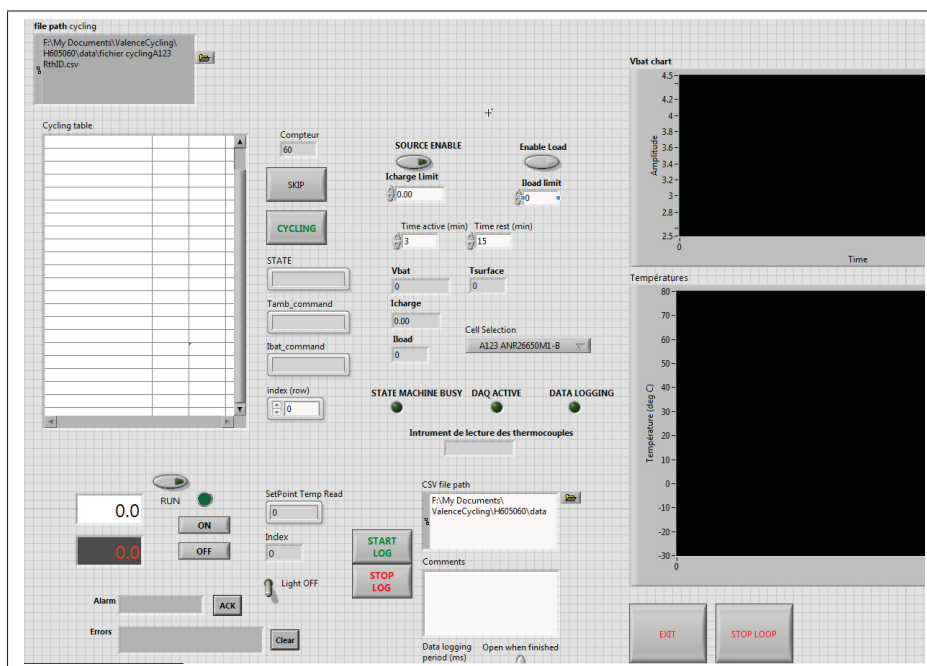 file path cycling
F:\My Documents\ValenceCycling\
H605060\data\fichier cyclingA123
RthID.csv
Cycling table
Compteur
60
SKIP
CYCLING
STATE
Tamb_command
Ibat_command
index (row)
0
SOURCE ENABLE
Enable Load
Icharge Limit
0.00
Iload limit
0
Time active (min)
Time rest (min)
3
15
Vbat
Tsurface
0
0
Icharge
0.00
Iload
0
Cell Selection
A123 ANR26650M1-B
STATE MACHINE BUSY
DAQ ACTIVE
DATA LOGGING
Intrument de lecture des thermocouples
Vbat chart
4.5
4.2
4
3.8
3.6
3.4
3.2
3
2.8
2.5
Amplitude
0
Time
Températures
80
70
60
50
40
30
20
10
0
-10
-20
-30
Température (deg C)
0
0.0
0.0
RUN
ON
OFF
SetPoint Temp Read
0
Index
0
Light OFF
Alarm
ACK
Errors
Clear
START
LOG
STOP
LOG
CSV file path
F:\My Documents\
ValenceCycling\H605060\data
Comments
Data logging
period (ms)
Open when finished
EXIT
STOP LOOP